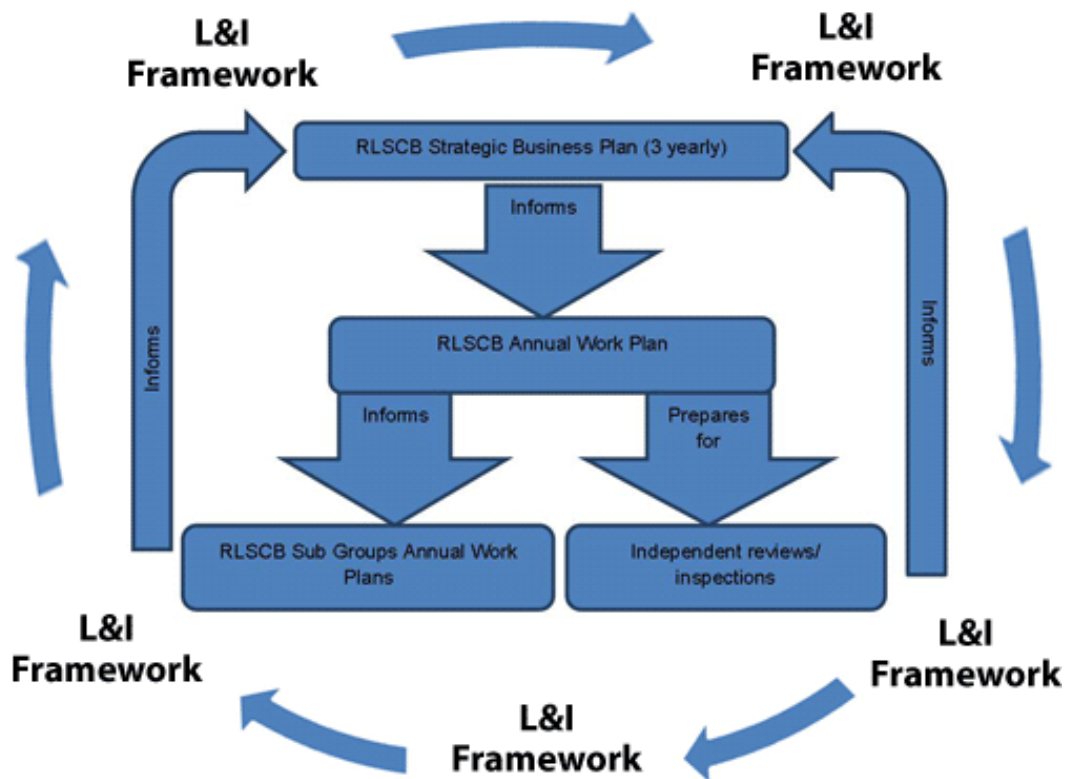 L&I
Framework
L&I
Framework
RLSCB Strategic Business Plan (3 yearly)
Informs
Informs
Informs
RLSCB Annual Work Plan
Informs
Prepares
for
RLSCB Sub Groups Annual Work
Plans
Independent reviews/
inspections
L&I
Framework
L&I
Framework
L&I
Framework